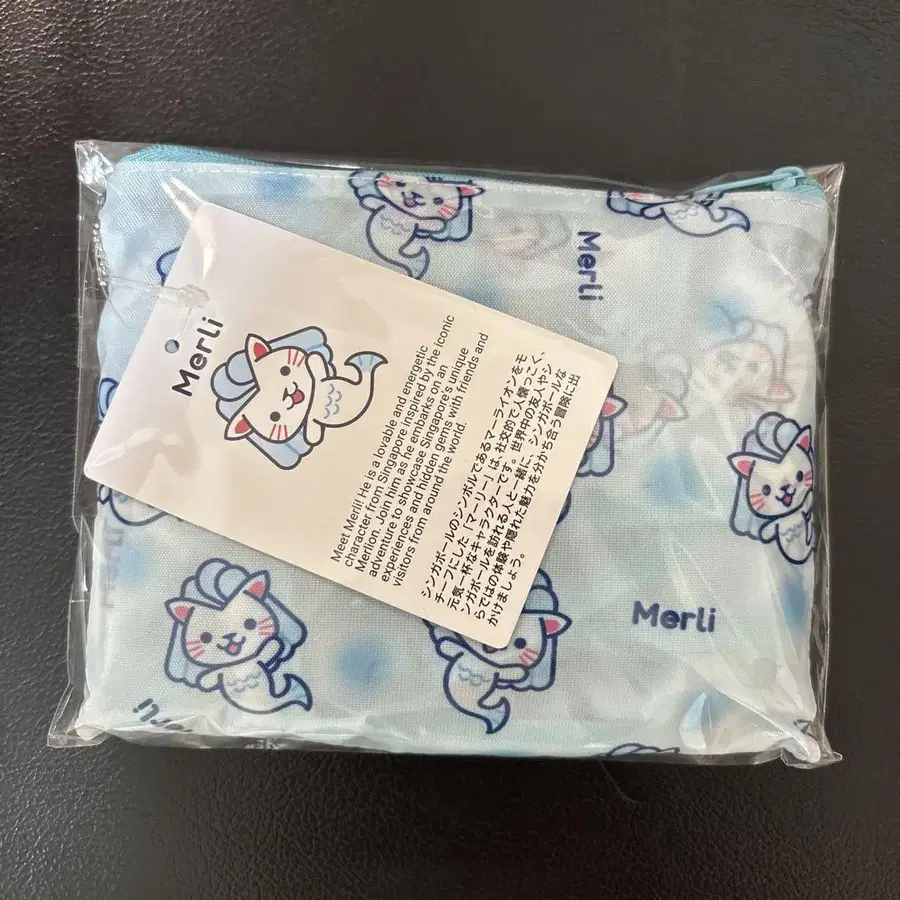 Merli
Meet Merli! He is a lovable and energetic
character from Singapore inspired by the iconic
Merlion. Join him as he embarks on an
adventure to showcase Singapore's unique
experiences and hidden gems with friends and
visitors from around the world.
シンガポールのシンボルであるマーライオンをモ
チーフにした「マーリー」は、社交的で人懐っこく、
元気一杯なキャラクターです。世界中の友人やシ
ンガポールを訪れる人と一緒に、シンガポールな
らではの体験や隠れた魅力を分かち合う冒険に出
かけましょう。
Merli
Merli